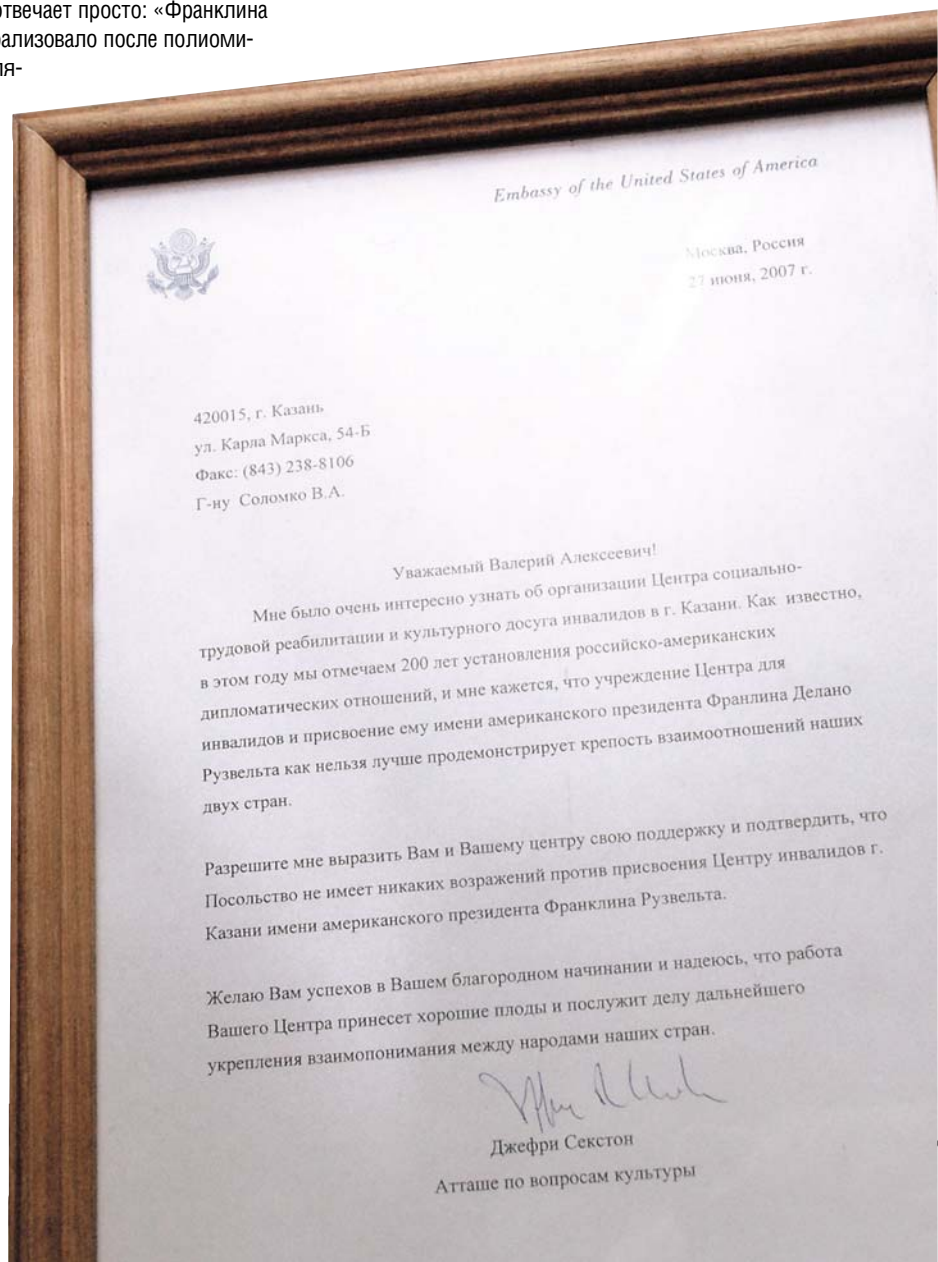 отвечает просто: «Франклина
рализовало после полиоми-
ля-
Embassy of the United States of America
Москва, Россия
27 июня, 2007 г.
420015, г. Казань
ул. Карла Маркса, 54-Б
Факс: (843) 238-8106
Г-ну Соломко В.А.
Уважаемый Валерий Алексеевич!
Мне было очень интересно узнать об организации Центра социально-
трудовой реабилитации и культурного досуга инвалидов в г. Казани. Как известно,
в этом году мы отмечаем 200 лет установления российско-американских
дипломатических отношений, и мне кажется, что учреждение Центра для
инвалидов и присвоение ему имени американского президента Франлина Делано
Рузвельта как нельзя лучше продемонстрирует крепость взаимоотношений наших
двух стран.
Разрешите мне выразить Вам и Вашему центру свою поддержку и подтвердить, что
Посольство не имеет никаких возражений против присвоения Центру инвалидов г.
Казани имени американского президента Франклина Рузвельта.
Желаю Вам успехов в Вашем благородном начинании и надеюсь, что работа
Вашего Центра принесет хорошие плоды и послужит делу дальнейшего
укрепления взаимопонимания между народами наших стран.
Джефри Секстон
Атташе по вопросам культуры